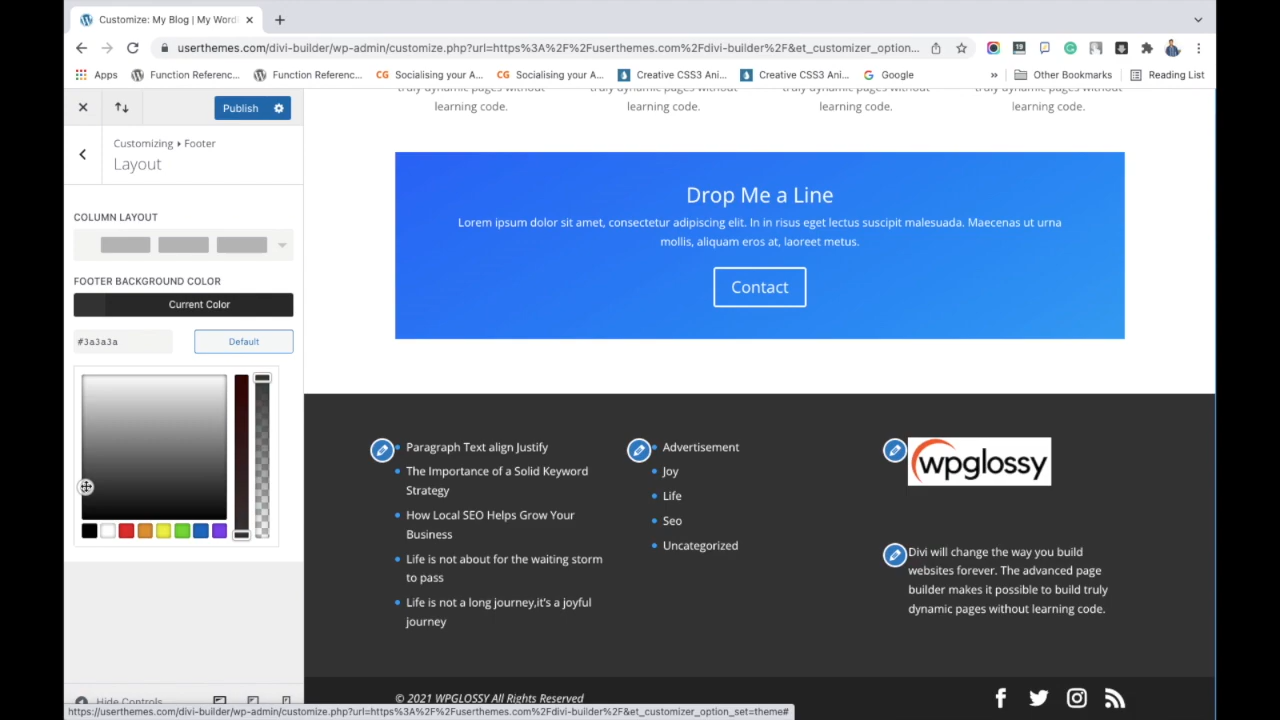 Customize: My Blog | My Word
userthemes.com/divi-builder/wp-admin/customize.php?url=https%3A%2F%2Fuserthemes.com%2Fdivi-builder%2F&et_customizer_option...
Apps
Function Referenc...
Function Referenc...
CG Socialising your A...
CG Socialising your A...
Creative CSS3 Ani...
Creative CSS3 Ani...
Google
»
Other Bookmarks
Reading List
Publish
Customizing ▸ Footer
Layout
COLUMN LAYOUT
FOOTER BACKGROUND COLOR
Current Color
#3a3a3a
Default
Hide Controls
truly dynamic pages without
learning code.
truly dynamic pages without
learning code.
truly dynamic pages without
learning code.
truly dynamic pages without
learning code.
Drop Me a Line
Lorem ipsum dolor sit amet, consectetur adipiscing elit. In in risus eget lectus suscipit malesuada. Maecenas ut urna
mollis, aliquam eros at, laoreet metus.
Contact
Paragraph Text align Justify
The Importance of a Solid Keyword
Strategy
How Local SEO Helps Grow Your
Business
Life is not about for the waiting storm
to pass
Life is not a long journey,it's a joyful
journey
Advertisement
Joy
Life
Seo
Uncategorized
wpglossy
Divi will change the way you build
websites forever. The advanced page
builder makes it possible to build truly
dynamic pages without learning code.
© 2021 WPGLOSSY All Rights Reserved
https://userthemes.com/divi-builder/wp-admin/customize.php?url=https%3A%2F%2Fuserthemes.com%2Fdivi-builder%2F&et_customizer_option_set=theme#